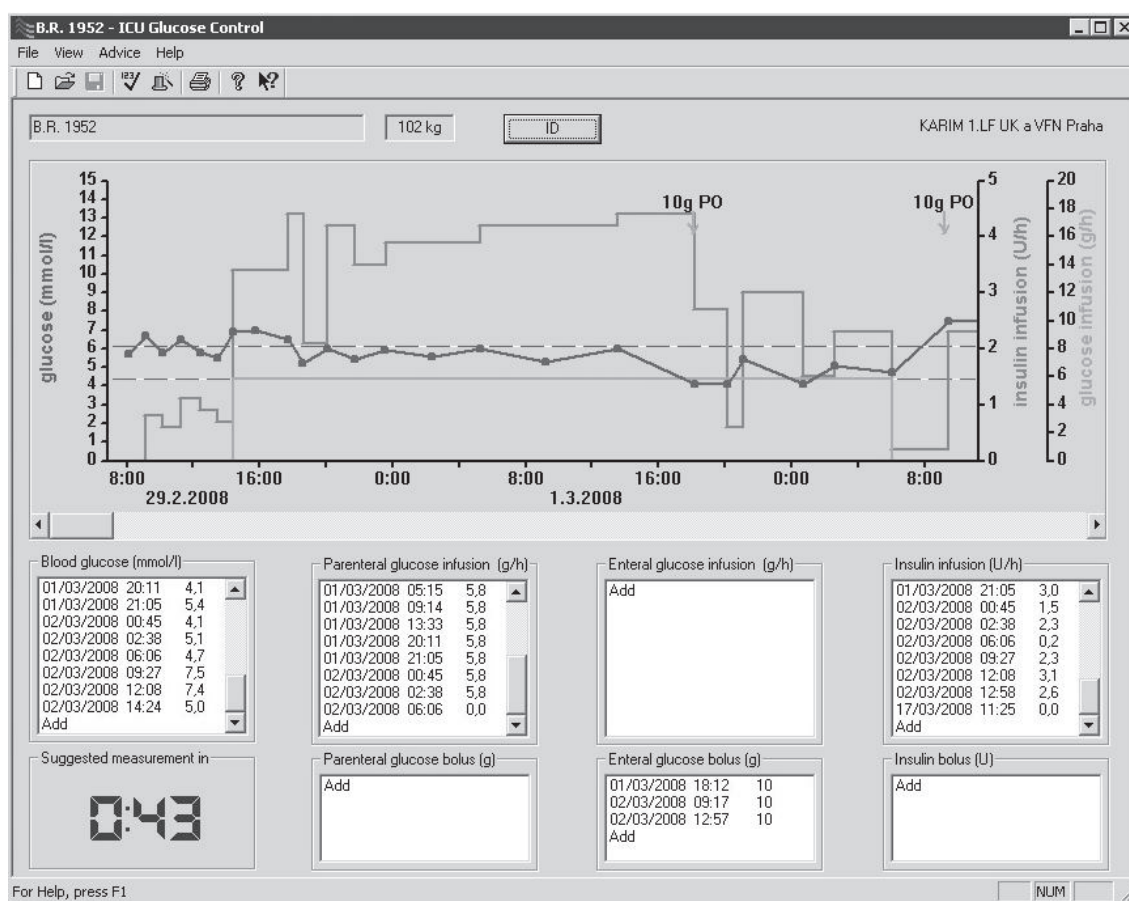 B.R. 1952 - ICU Glucose Control
File View Advice Help
B.R. 1952
102 kg
ID
KARIM 1.LF UK a VFN Praha
glucose (mmol/l)
15
14
13
12
11
10
9
8
7
6
5
4
3
2
1
0
10g PO
10g PO
5
4
3
2
1
0
insulin infusion (U/h)
20
18
16
14
12
10
8
6
4
2
0
glucose infusion (g/h)
8:00 16:00 0:00 8:00 16:00 0:00 8:00
29.2.2008 1.3.2008
Blood glucose (mmol/l)
01/03/2008 20:11 4,1
01/03/2008 21:05 5,4
02/03/2008 00:45 4,1
02/03/2008 02:38 5,1
02/03/2008 06:06 4,7
02/03/2008 09:27 7,5
02/03/2008 12:08 7,4
02/03/2008 14:24 5,0
Add
Parenteral glucose infusion (g/h)
01/03/2008 05:15 5,8
01/03/2008 09:14 5,8
01/03/2008 13:33 5,8
01/03/2008 20:11 5,8
01/03/2008 21:05 5,8
02/03/2008 00:45 5,8
02/03/2008 02:38 5,8
02/03/2008 06:06 0,0
Add
Enteral glucose infusion (g/h)
Add
Insulin infusion (U/h)
01/03/2008 21:05 3,0
02/03/2008 00:45 1,5
02/03/2008 02:38 2,3
02/03/2008 06:06 0,2
02/03/2008 09:27 2,3
02/03/2008 12:08 3,1
02/03/2008 12:58 2,6
17/03/2008 11:25 0,0
Add
Suggested measurement in
0:43
Parenteral glucose bolus (g)
Add
Enteral glucose bolus (g)
01/03/2008 18:12 10
02/03/2008 09:17 10
02/03/2008 12:57 10
Add
Insulin bolus (U)
Add
For Help, press F1
NUM